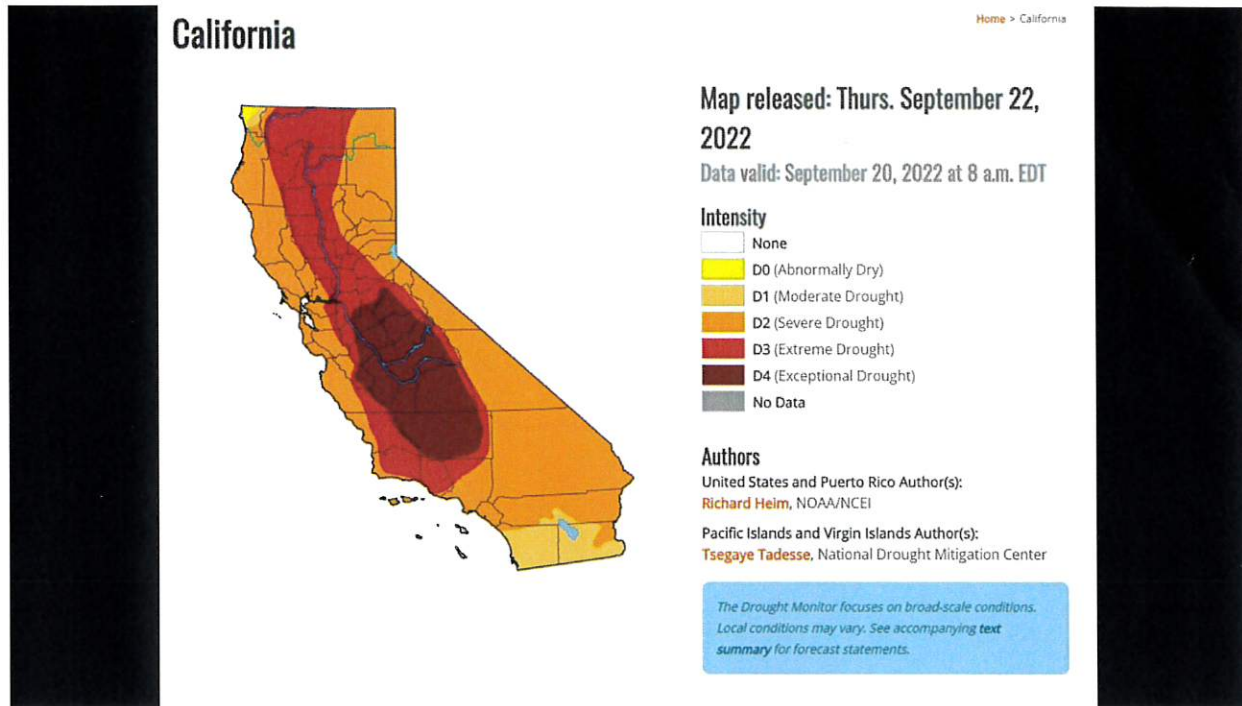 California
Home > California
Map released: Thurs. September 22,
2022
Data valid: September 20, 2022 at 8 a.m. EDT
Intensity
None
D0 (Abnormally Dry)
D1 (Moderate Drought)
D2 (Severe Drought)
D3 (Extreme Drought)
D4 (Exceptional Drought)
No Data
Authors
United States and Puerto Rico Author(s):
Richard Heim, NOAA/NCEI
Pacific Islands and Virgin Islands Author(s):
Tsegaye Tadesse, National Drought Mitigation Center
The Drought Monitor focuses on broad-scale conditions.
Local conditions may vary. See accompanying text
summary for forecast statements.